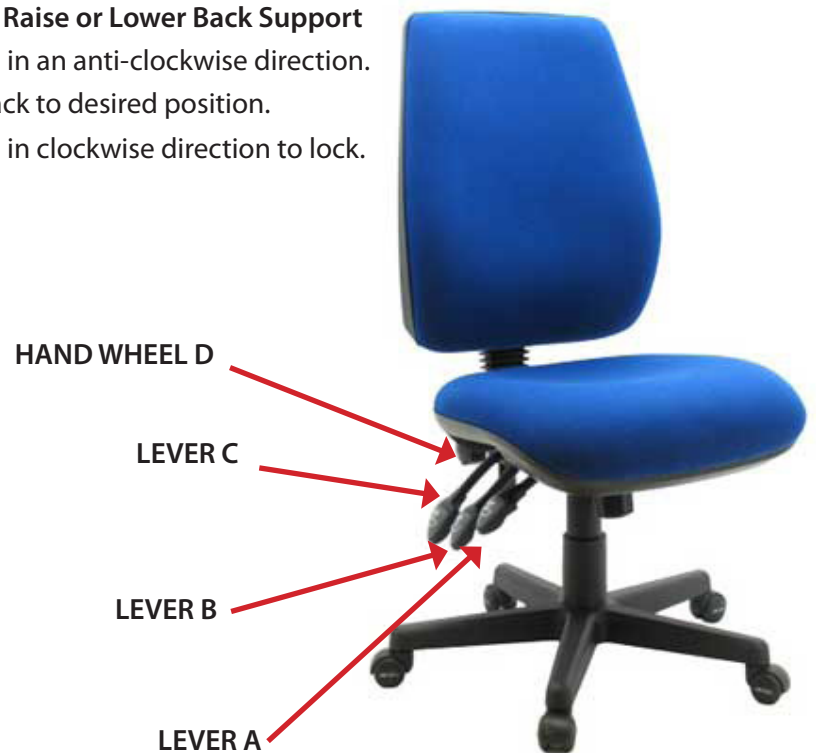 Raise or Lower Back Support
in an anti-clockwise direction.
to desired position.
in clockwise direction to lock.
HAND WHEEL D
LEVER C
LEVER B
LEVER A